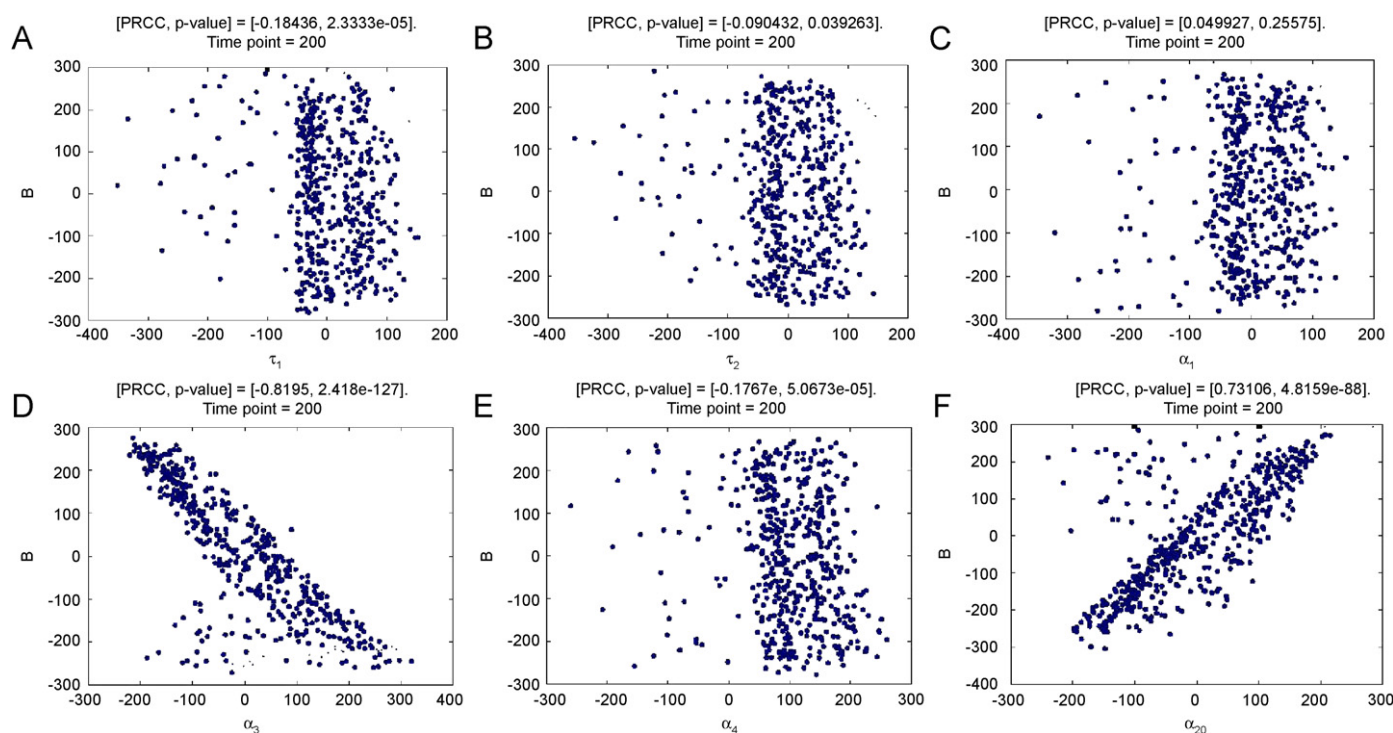 A
[PRCC, p-value] = [-0.18436, 2.3333e-05].
Time point = 200
300
200
100
0
-100
-200
-300
B
-400
-300
-200
-100
0
100
200
τ1
B
[PRCC, p-value] = [-0.090432, 0.039263].
Time point = 200
300
200
100
0
-100
-200
-300
B
-400
-300
-200
-100
0
100
200
τ2
C
[PRCC, p-value] = [0.049927, 0.25575].
Time point = 200
300
200
100
0
-100
-200
-300
B
-400
-300
-200
-100
0
100
200
α1
D
[PRCC, p-value] = [-0.8195, 2.418e-127].
Time point = 200
300
200
100
0
-100
-200
-300
B
-300
-200
-100
0
100
200
300
400
α3
E
[PRCC, p-value] = [-0.1767e, 5.0673e-05].
Time point = 200
300
200
100
0
-100
-200
-300
B
-300
-200
-100
0
100
200
300
α4
F
[PRCC, p-value] = [0.73106, 4.8159e-88].
Time point = 200
300
200
100
0
-100
-200
-300
-400
B
-300
-200
-100
0
100
200
300
α20